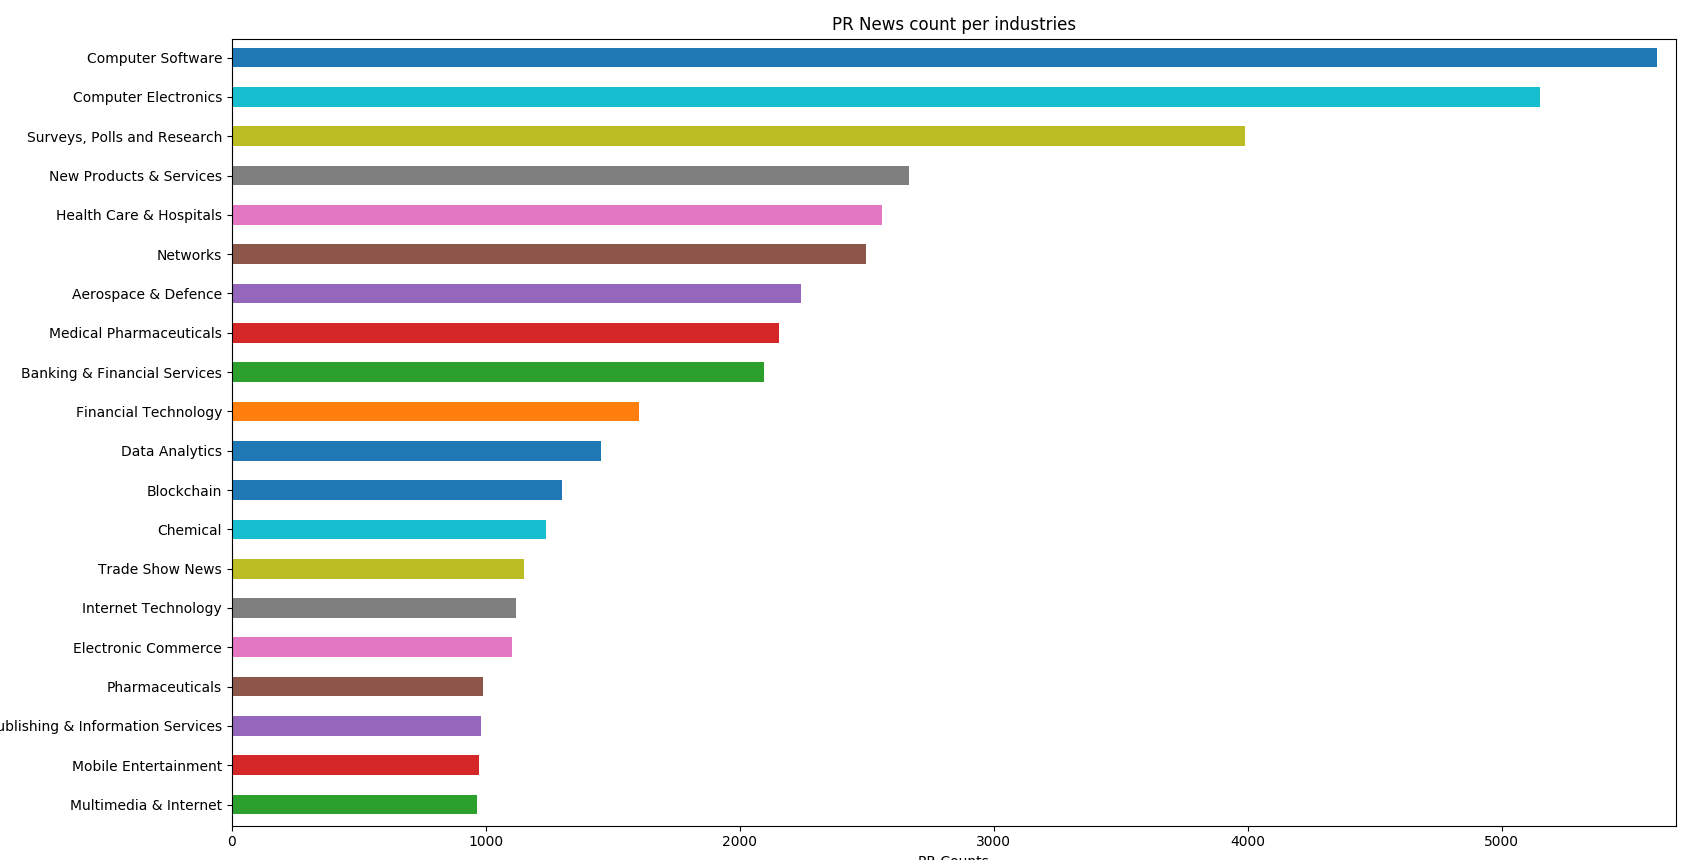 PR News count per industries
Computer Software
Computer Electronics
Surveys, Polls and Research
New Products & Services
Health Care & Hospitals
Networks
Aerospace & Defence
Medical Pharmaceuticals
Banking & Financial Services
Financial Technology
Data Analytics
Blockchain
Chemical
Trade Show News
Internet Technology
Electronic Commerce
Pharmaceuticals
ublishing & Information Services
Mobile Entertainment
Multimedia & Internet
0 1000 2000 3000 4000 5000
PR Counts